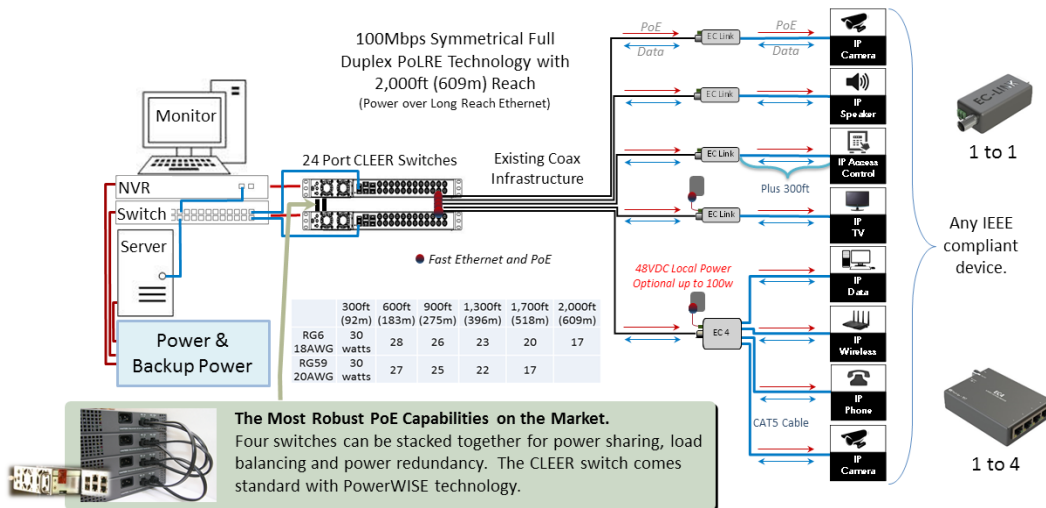 100Mbps Symmetrical Full
Duplex PoLRE Technology with
2,000ft (609m) Reach
(Power over Long Reach Ethernet)
Monitor
NVR
Switch
Server
Power &
Backup Power
24 Port CLEER Switches
Existing Coax
Infrastructure
Fast Ethernet and PoE
300ft 600ft 900ft 1,300ft 1,700ft 2,000ft
(92m) (183m) (275m) (396m) (518m) (609m)
RG6 18AWG 30 watts 28 26 23 20 17
RG59 20AWG 30 watts 27 25 22 17
PoE
Data
EC Link
PoE
Data
IP
Camera
EC Link
IP
Speaker
EC Link
IP Access
Control
Plus 300ft
EC Link
IP
TV
48VDC Local Power
Optional up to 100w
EC 4
IP
Data
IP
Wireless
IP
Phone
CAT5 Cable
IP
Camera
Any IEEE
compliant
device.
EC-LINK
1 to 1
EC4
1 to 4
The Most Robust PoE Capabilities on the Market.
Four switches can be stacked together for power sharing, load
balancing and power redundancy. The CLEER switch comes
standard with PowerWISE technology.